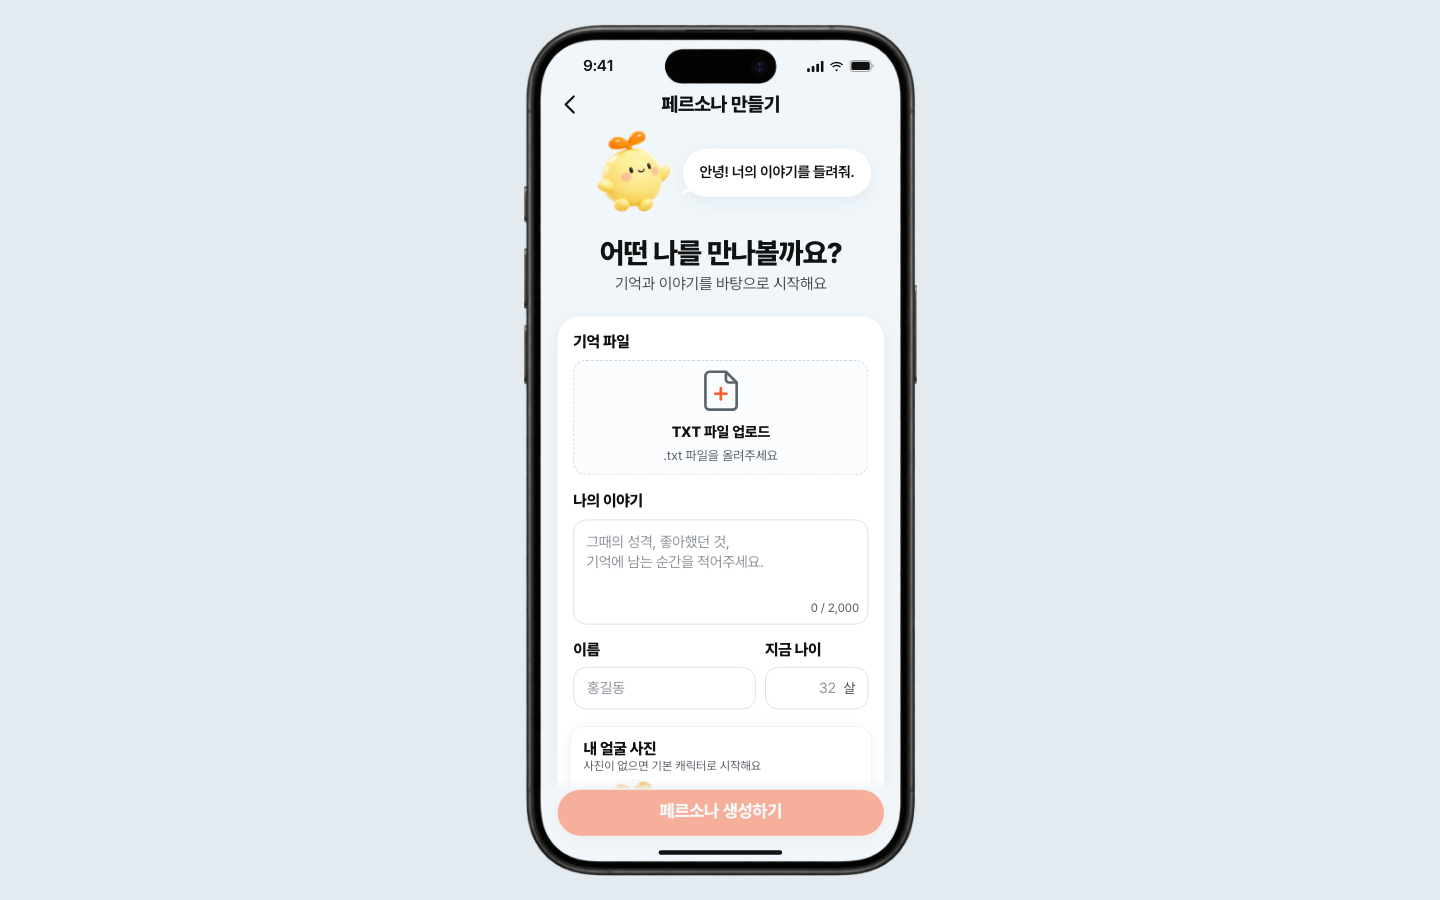 9:41
페르소나 만들기
안녕! 너의 이야기를 들려줘.
어떤 나를 만나볼까요?
기억과 이야기를 바탕으로 시작해요
기억 파일
TXT 파일 업로드
.txt 파일을 올려주세요
나의 이야기
그때의 성격, 좋아했던 것,
기억에 남는 순간을 적어주세요.
0 / 2,000
이름
지금 나이
홍길동
32 살
내 얼굴 사진
사진이 없으면 기본 캐릭터로 시작해요
페르소나 생성하기